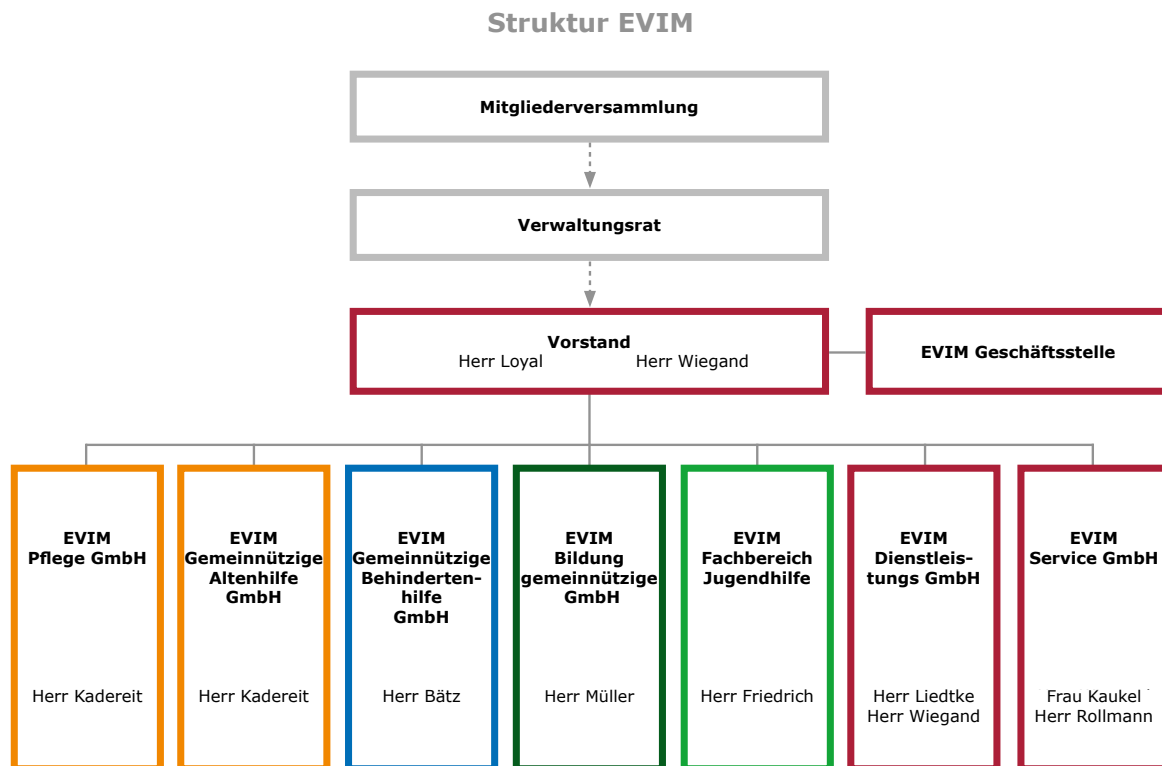 Struktur EVIM
Mitgliederversammlung
Verwaltungsrat
Vorstand
Herr Loyal Herr Wiegand
EVIM Geschäftsstelle
EVIM
Pflege GmbH
Herr Kadereit
EVIM
Gemeinnützige
Altenhilfe
GmbH
Herr Kadereit
EVIM
Gemeinnützige
Behinderten-
hilfe
GmbH
Herr Bätz
EVIM
Bildung
gemeinnützige
GmbH
Herr Müller
EVIM
Fachbereich
Jugendhilfe
Herr Friedrich
EVIM
Dienstleis-
tungs GmbH
Herr Liedtke
Herr Wiegand
EVIM
Service GmbH
Frau Kaukel
Herr Rollmann